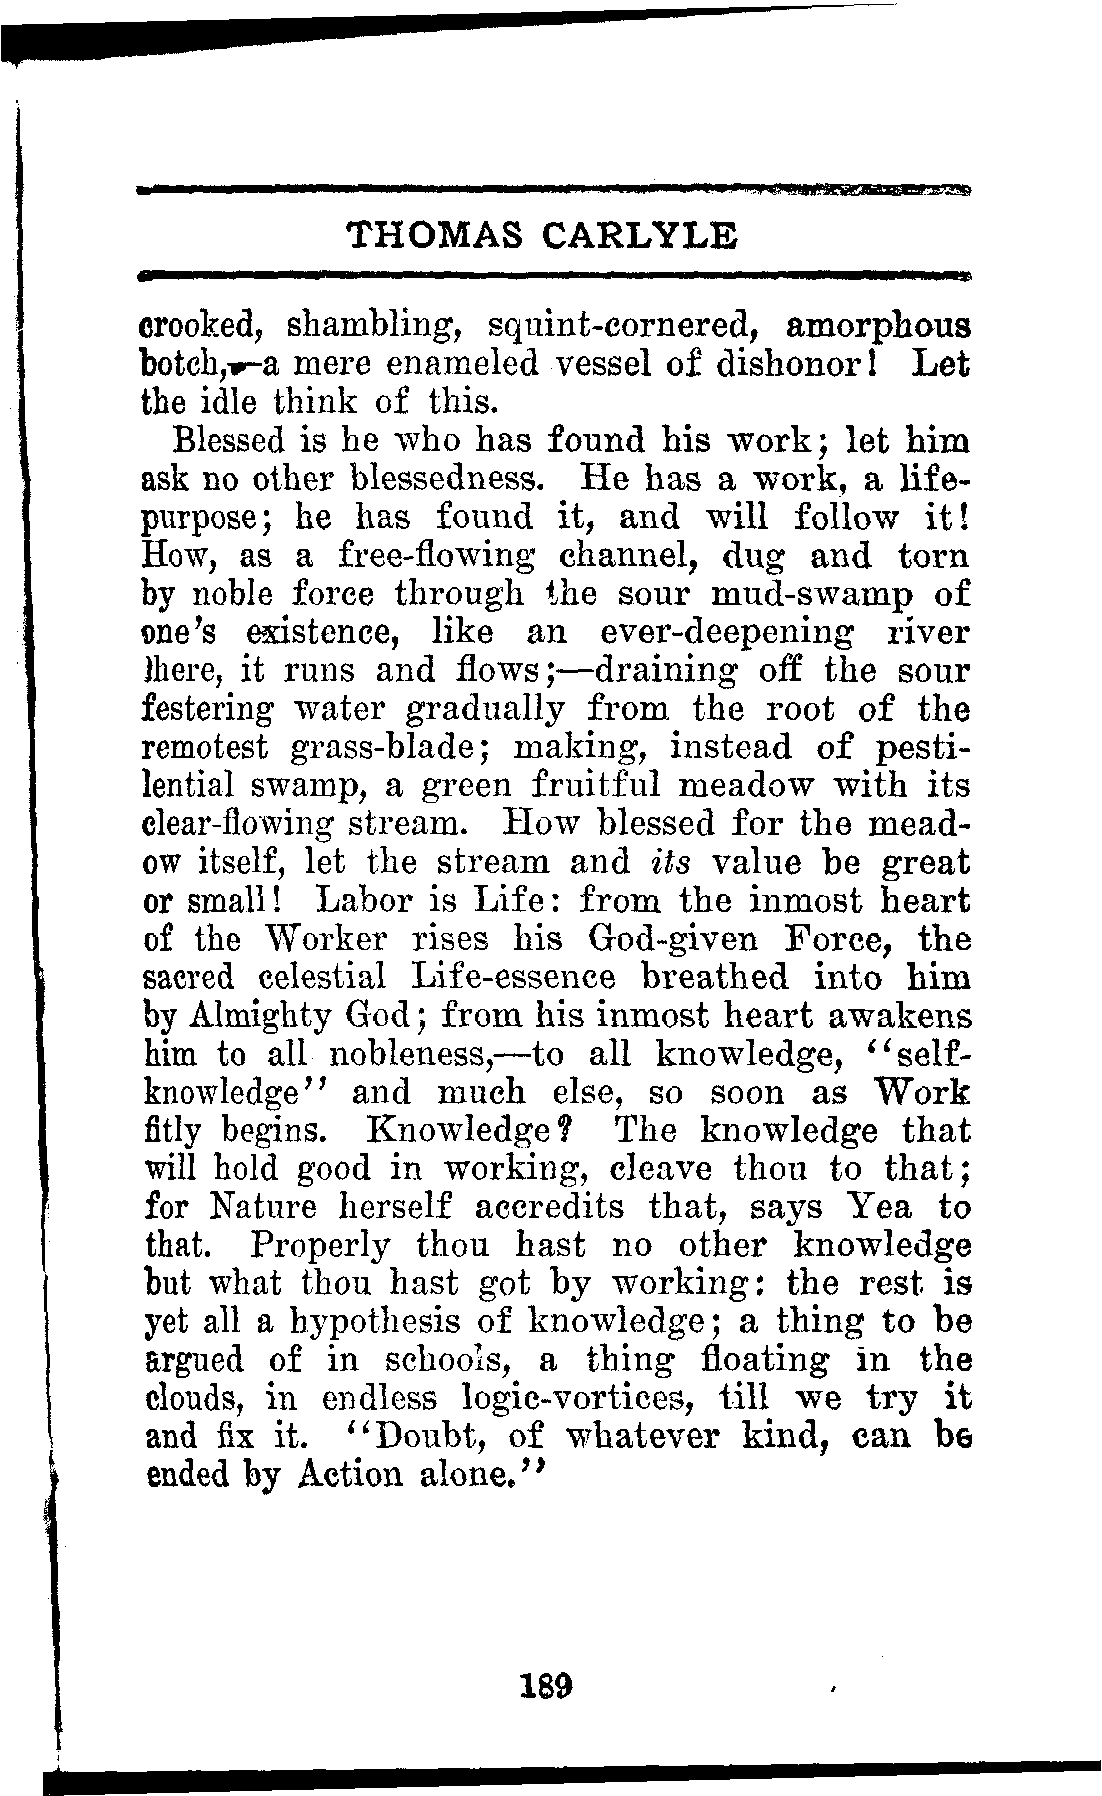 THOMAS CARLYLE
crooked, shambling, squint-cornered, amorphous
botch,—a mere enameled vessel of dishonor! Let
the idle think of this.
Blessed is he who has found his work; let him
ask no other blessedness. He has a work, a life-
purpose; he has found it, and will follow it!
How, as a free-flowing channel, dug and torn
by noble force through the sour mud-swamp of
one's existence, like an ever-deepening river
there, it runs and flows;—draining off the sour
festering water gradually from the root of the
remotest grass-blade; making, instead of pesti-
lential swamp, a green fruitful meadow with its
clear-flowing stream. How blessed for the mead-
ow itself, let the stream and its value be great
or small! Labor is Life: from the inmost heart
of the Worker rises his God-given Force, the
sacred celestial Life-essence breathed into him
by Almighty God; from his inmost heart awakens
him to all nobleness,—to all knowledge, "self-
knowledge" and much else, so soon as Work
fitly begins. Knowledge? The knowledge that
will hold good in working, cleave thou to that;
for Nature herself accredits that, says Yea to
that. Properly thou hast no other knowledge
but what thou hast got by working: the rest is
yet all a hypothesis of knowledge; a thing to be
argued of in schools, a thing floating in the
clouds, in endless logic-vortices, till we try it
and fix it. "Doubt, of whatever kind, can be
ended by Action alone."
189